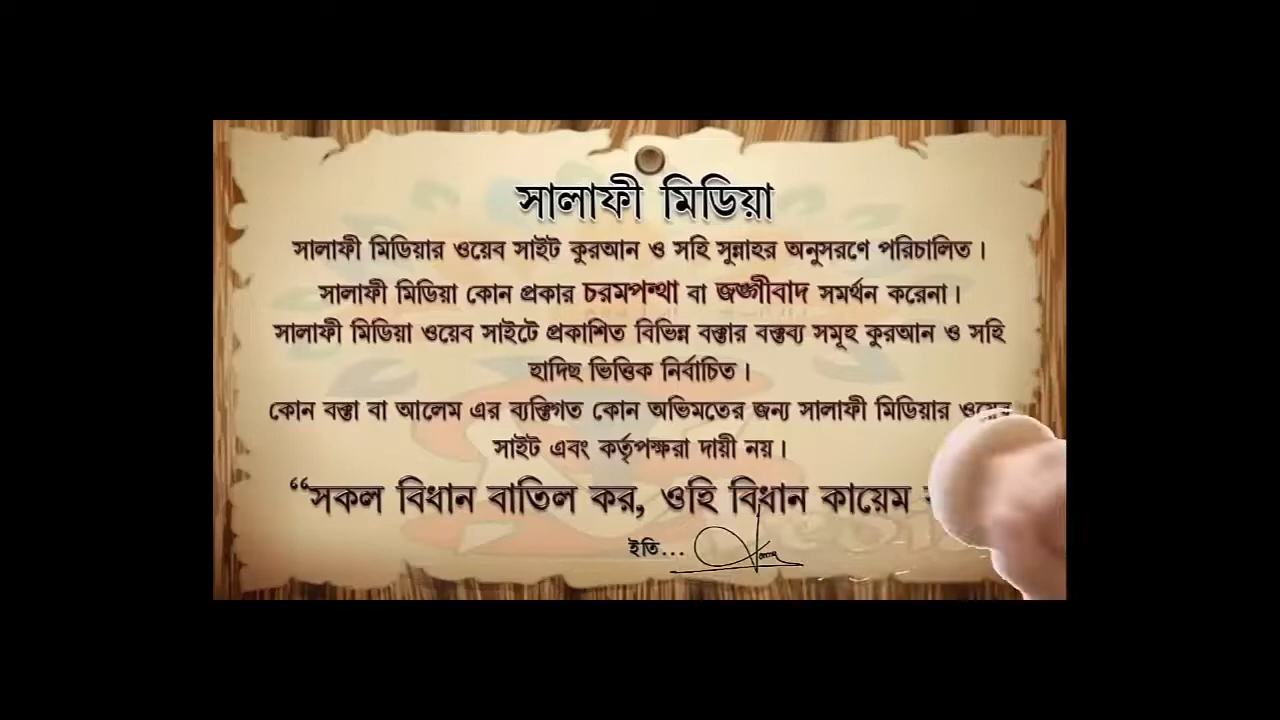 সালাফী মিডিয়া
সালাফী মিডিয়ার ওয়েব সাইট কুরআন ও সহি সুন্নাহর অনুসরণে পরিচালিত।
সালাফী মিডিয়া কোন প্রকার চরমপন্থা বা জঙ্গীবাদ সমর্থন করেনা।
সালাফী মিডিয়া ওয়েব সাইটে প্রকাশিত বিভিন্ন বক্তার বক্তব্য সমূহ কুরআন ও সহি
হাদিছ ভিত্তিক নির্বাচিত।
কোন বক্তা বা আলেম এর ব্যক্তিগত কোন অভিমতের জন্য সালাফী মিডিয়ার ওয়েব
সাইট এবং কর্তৃপক্ষরা দায়ী নয়।
“সকল বিধান বাতিল কর, ওহি বিধান কায়েম
ইতি...